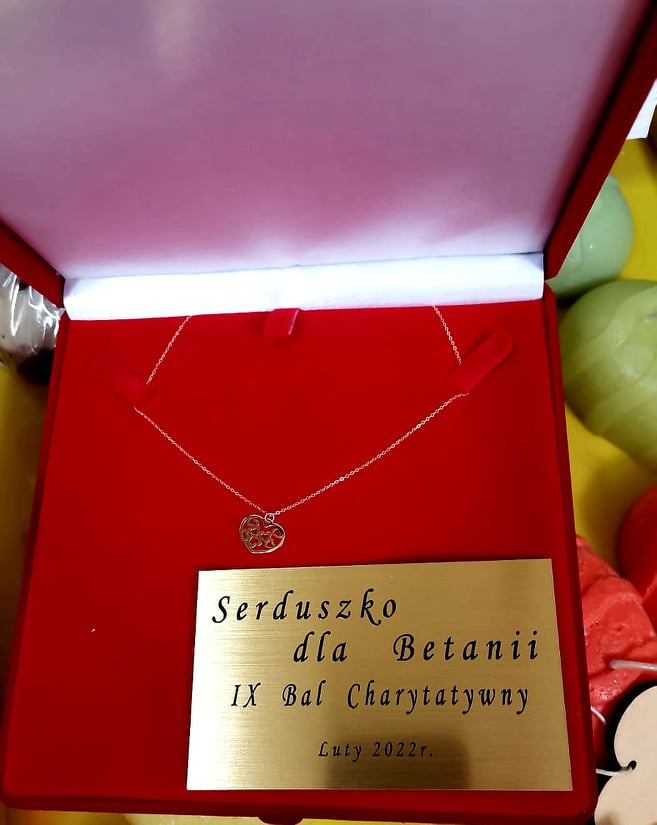 Serduszko
dla Betanii
IX Bal Charytatywny
Luty 2022r.